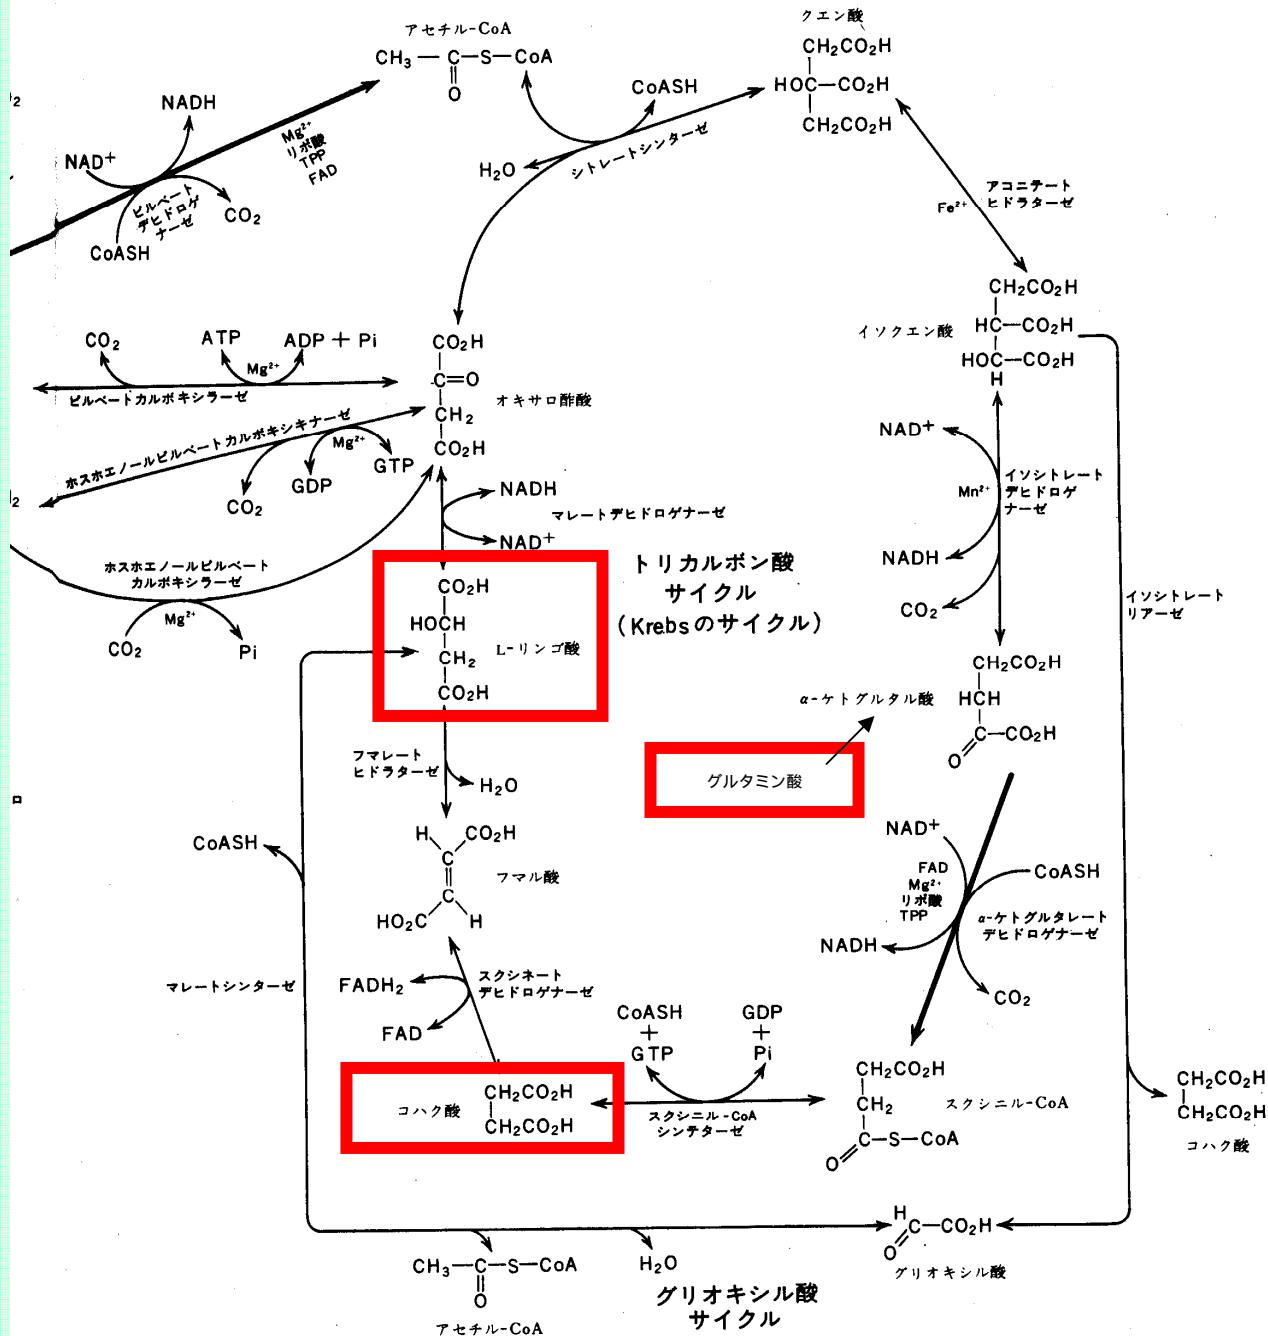 アセチル-CoA
CH₃—C—S—CoA
O
クエン酸
CH₂CO₂H
HOC—CO₂H
CH₂CO₂H
NADH
NAD⁺
Mg²⁺
リポ酸
TPP
FAD
ピルベート
デヒドロゲ
ナーゼ
CO₂
CoASH
CoASH
H₂O
シトレートシンターゼ
アコニテート
ヒドラターゼ
Fe²⁺
イソクエン酸
CH₂CO₂H
HC—CO₂H
HOC—CO₂H
H
CO₂
ATP
ADP + Pi
Mg²⁺
ピルベートカルボキシラーゼ
CO₂H
C=O
CH₂
CO₂H
オキサロ酢酸
ホスホエノールピルベートカルボキシキナーゼ
Mg²⁺
GTP
GDP
CO₂
NAD⁺
Mn²⁺
イソシトレート
デヒドロゲ
ナーゼ
NADH
CO₂
NADH
マレートデヒドロゲナーゼ
NAD⁺
ホスホエノールピルベート
カルボキシラーゼ
Mg²⁺
CO₂
Pi
トリカルボン酸
サイクル
(Krebsのサイクル)
イソシトレート
リアーゼ
CO₂H
HOCH
CH₂
CO₂H
L-リンゴ酸
CH₂CO₂H
HCH
C—CO₂H
O
α-ケトグルタル酸
グルタミン酸
フマレート
ヒドラターゼ
H₂O
CoASH
H
CO₂H
C
C
HO₂C
H
フマル酸
NAD⁺
FAD
Mg²⁺
リポ酸
TPP
CoASH
α-ケトグルタレート
デヒドロゲナーゼ
NADH
CO₂
マレートシンターゼ
FADH₂
スクシネート
デヒドロゲナーゼ
FAD
CoASH
+
GTP
GDP
+
Pi
コハク酸
CH₂CO₂H
CH₂CO₂H
スクシニル-CoA
シンテターゼ
CH₂CO₂H
CH₂
C—S—CoA
O
スクシニル-CoA
CH₂CO₂H
CH₂CO₂H
コハク酸
H
C—CO₂H
O
グリオキシル酸
CH₃—C—S—CoA
O
アセチル-CoA
H₂O
グリオキシル酸
サイクル